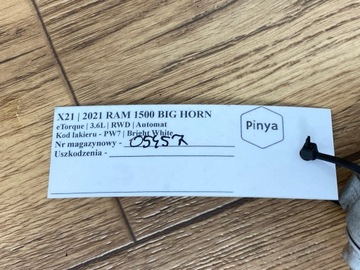 X21 | 2021 RAM 1500 BIG HORN
eTorque | 3.6L | RWD | Automat
Kod lakieru - PW7 | Bright White
Nr magazynowy - 05457
Uszkodzenia -
Pinya